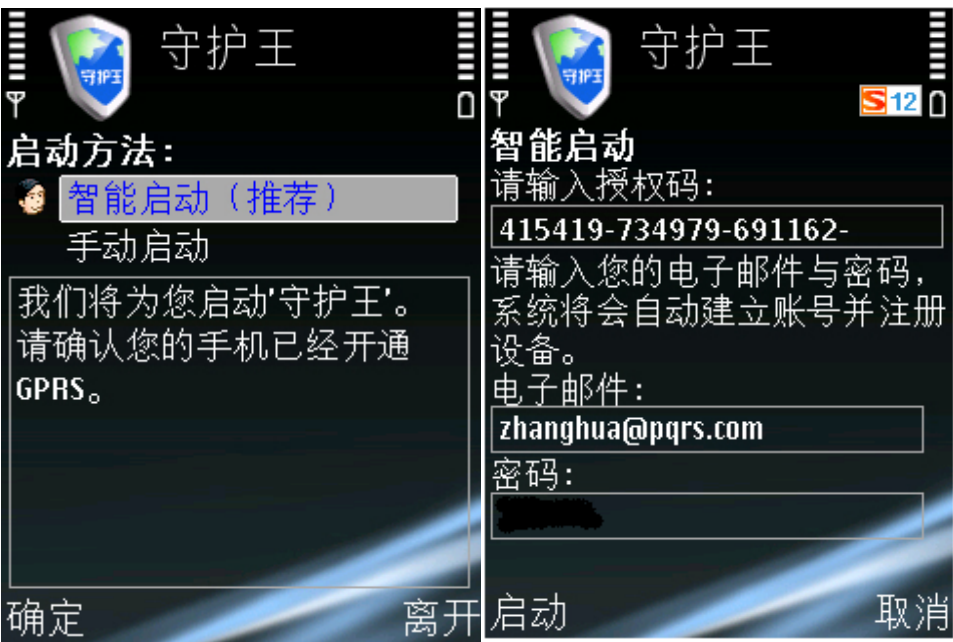 守护王
守护王
启动方法：
智能启动（推荐）
手动启动
我们将为您启动'守护王'。
请确认您的手机已经开通
GPRS。
确定
离开
守护王
守护王
S 12
智能启动
请输入授权码：
415419-734979-691162-
请输入您的电子邮件与密码，
系统将会自动建立账号并注册
设备。
电子邮件：
zhanghua@pqrs.com
密码：
启动
取消